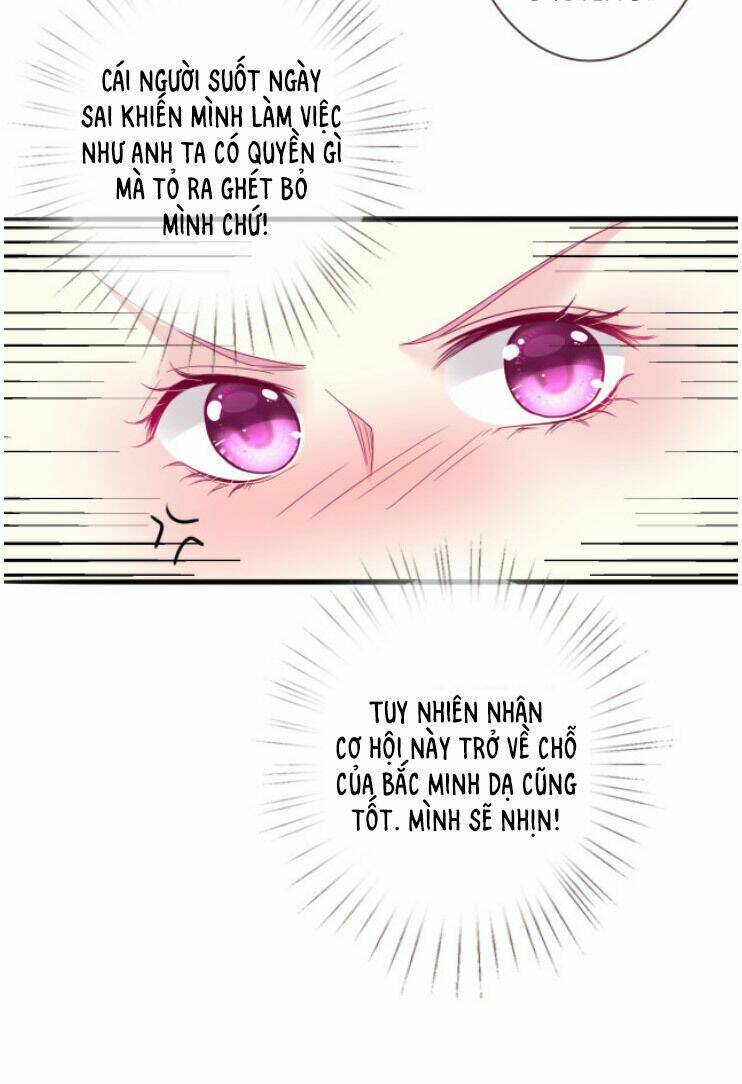 CÁI NGƯỜI SUỐT NGÀY
SAI KHIẾN MÌNH LÀM VIỆC
NHƯ ANH TA CÓ QUYỀN GÌ
MÀ TỎ RA GHÉT BỎ
MÌNH CHỨ!
TUY NHIÊN NHÂN
CƠ HỘI NÀY TRỞ VỀ CHỖ
CỦA BẮC MINH DẠ CŨNG
TỐT. MÌNH SẼ NHỊN!